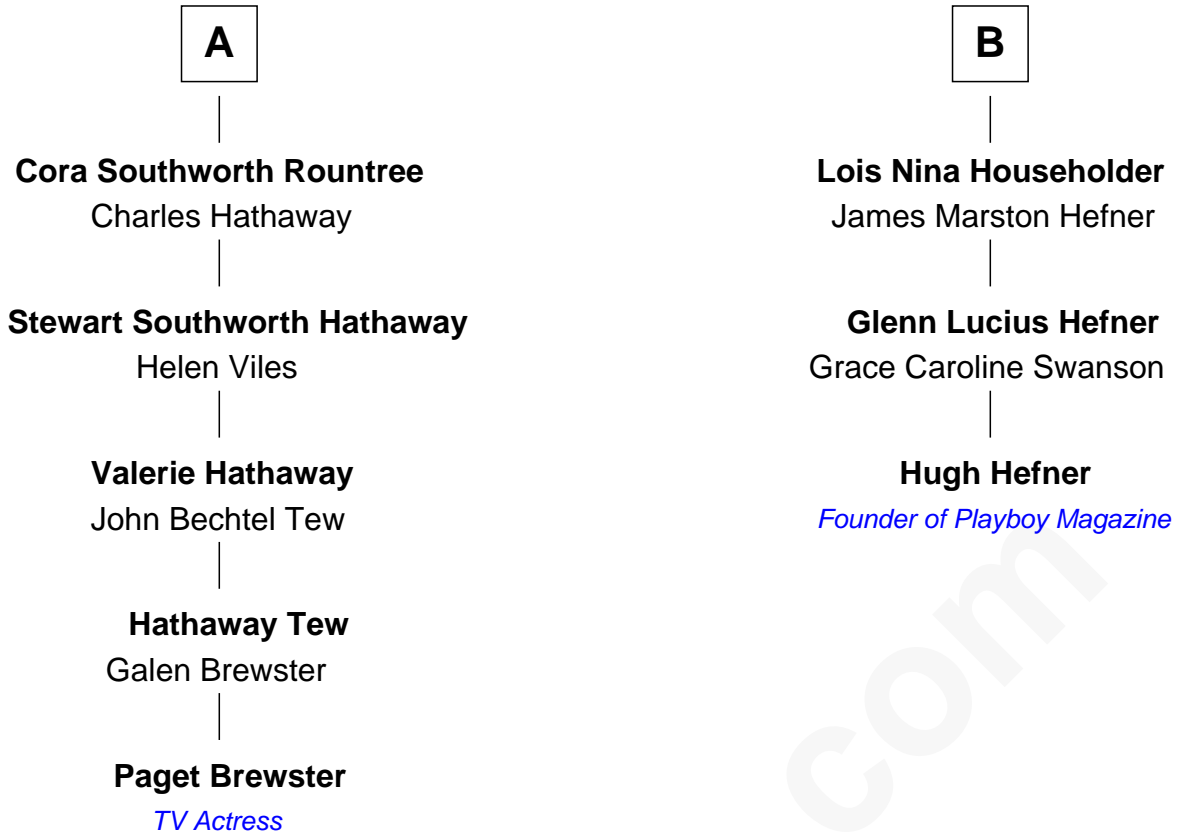 A
Cora Southworth Rountree
Charles Hathaway
Stewart Southworth Hathaway
Helen Viles
Valerie Hathaway
John Bechtel Tew
Hathaway Tew
Galen Brewster
Paget Brewster
TV Actress
B
Lois Nina Householder
James Marston Hefner
Glenn Lucius Hefner
Grace Caroline Swanson
Hugh Hefner
Founder of Playboy Magazine
com